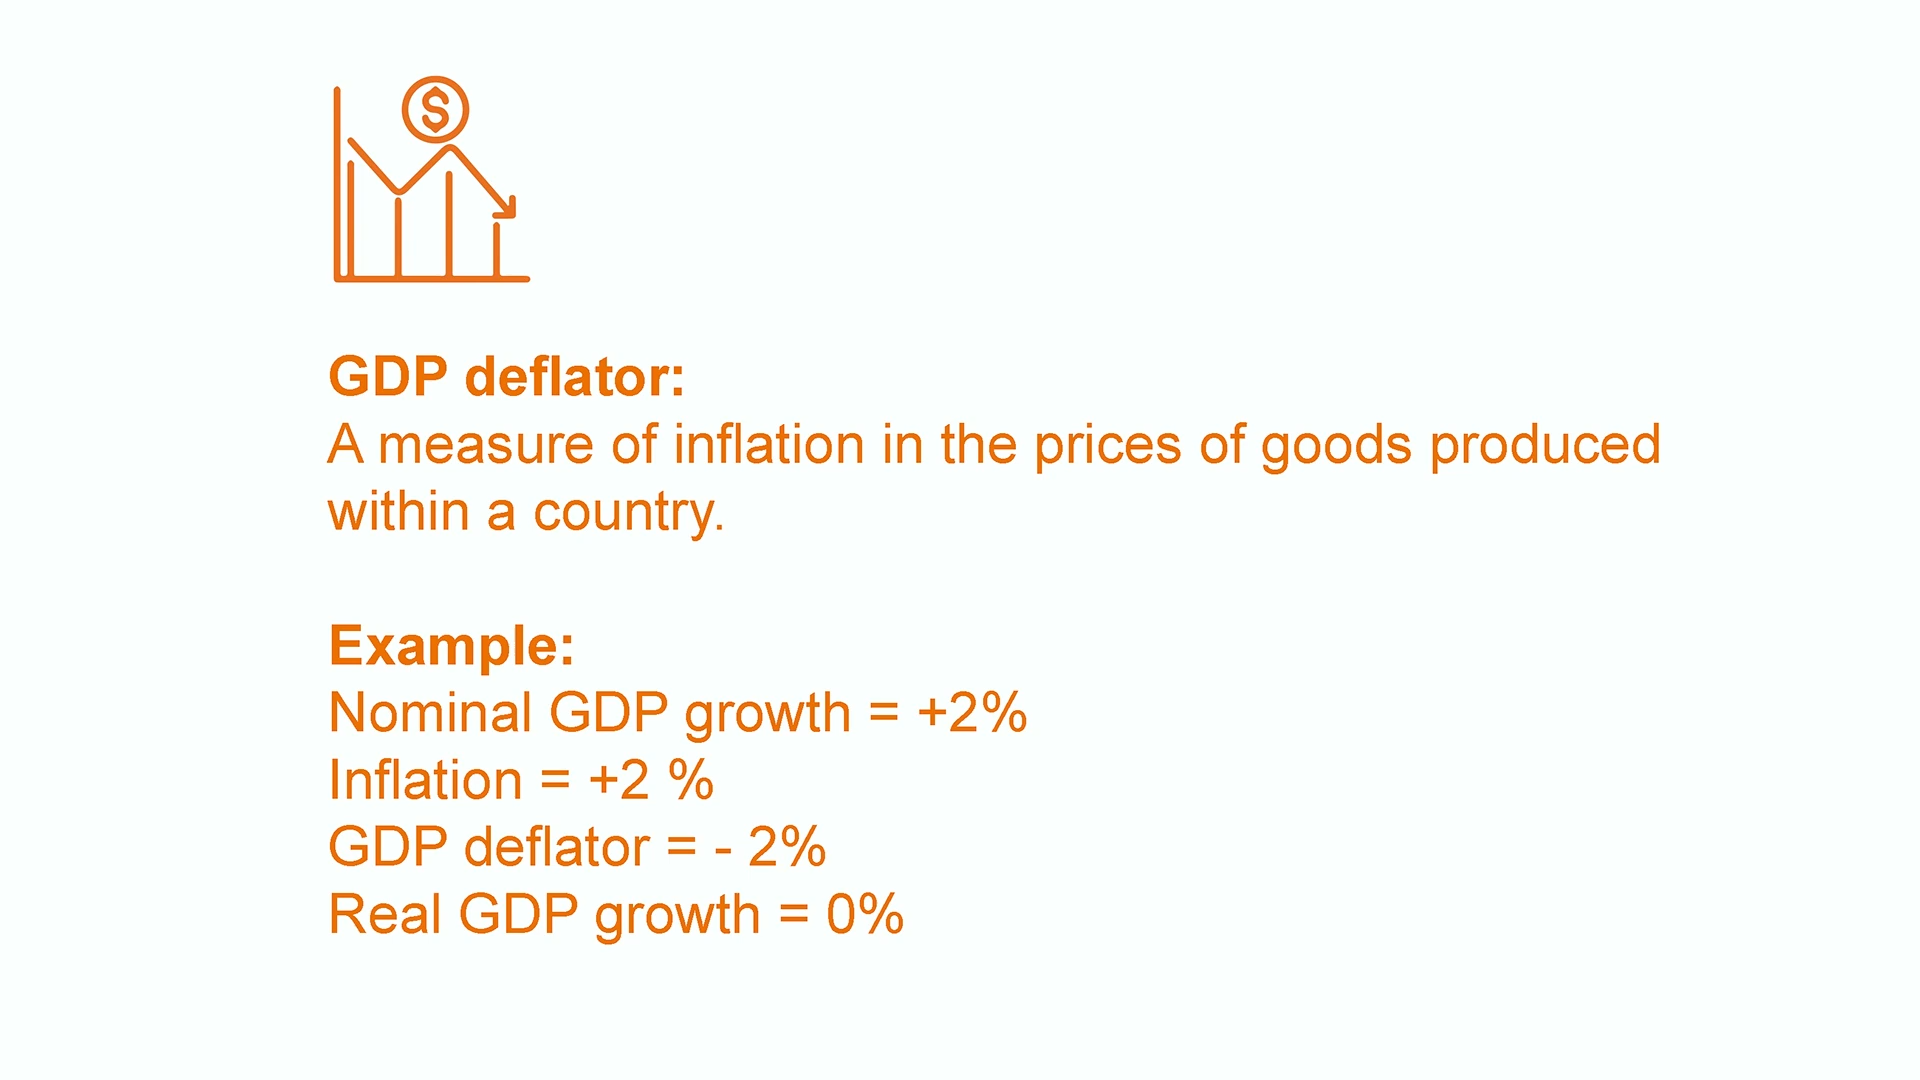 $
GDP deflator:
A measure of inflation in the prices of goods produced
within a country.
Example:
Nominal GDP growth = +2%
Inflation = +2 %
GDP deflator = - 2%
Real GDP growth = 0%